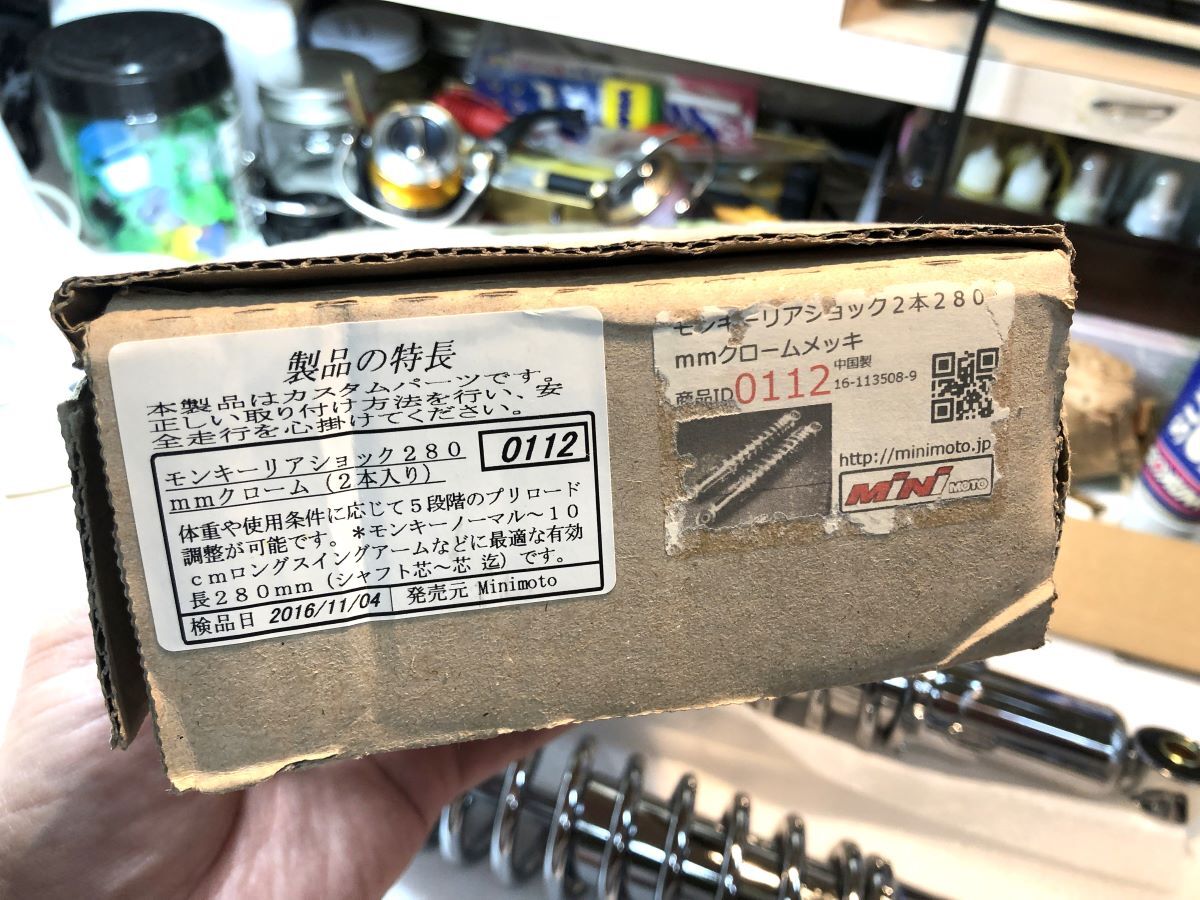 製品の特長
本製品はカスタムパーツです。
正しい取り付け方法を行い、安
全走行を心掛けてください。
モンキーリアショック280
mmクローム(2本入り)
0112
体重や使用条件に応じて5段階のプリロード
調整が可能です。*モンキーノーマル~10
cmロングスイングアームなどに最適な有効
長280mm(シャフト芯~芯 迄)です。
検品日 2016/11/04 発売元 Minimoto
モンキーリアショック2本280
mmクロームメッキ
商品ID0112
中国製
16-113508-9
http://minimoto.jp
MiNi MOTO